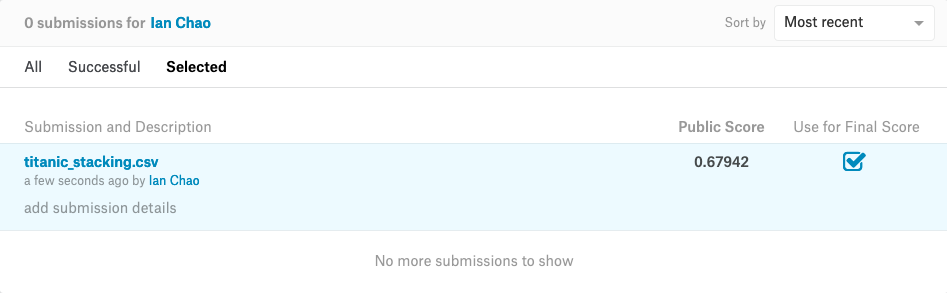 0 submissions for Ian Chao
Sort by Most recent
All Successful Selected
Submission and Description Public Score Use for Final Score
titanic_stacking.csv 0.67942
a few seconds ago by Ian Chao
add submission details
No more submissions to show